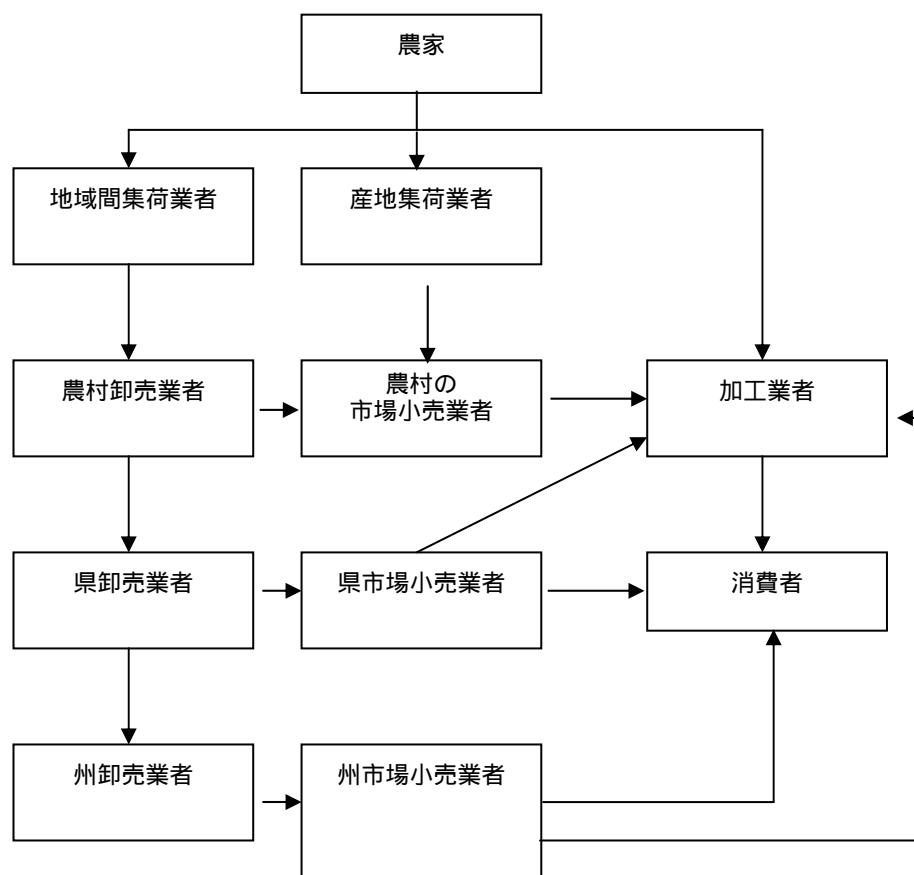 農家
地域間集荷業者
産地集荷業者
農村卸売業者
農村の
市場小売業者
加工業者
県卸売業者
県市場小売業者
消費者
州卸売業者
州市場小売業者